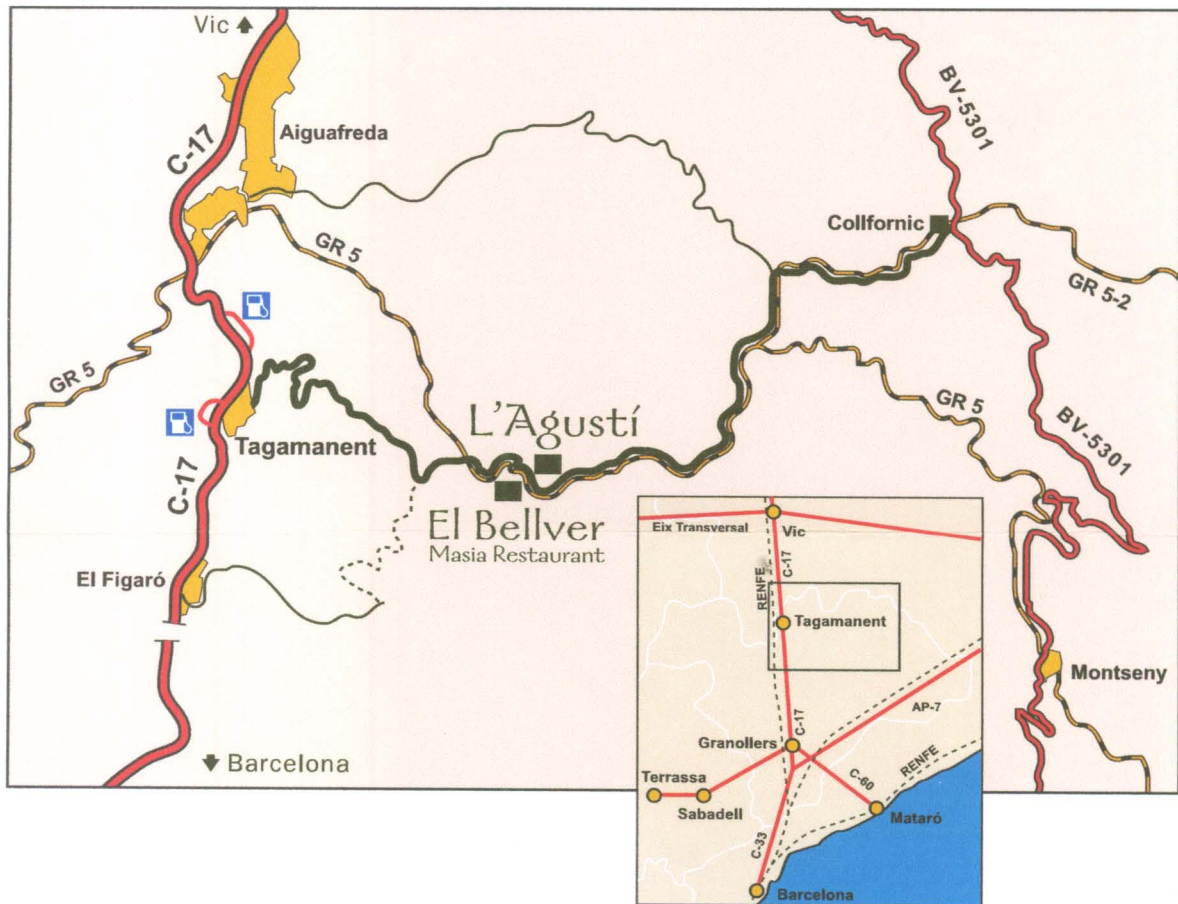 Vic
C-17
Aiguafreda
BV-5301
Collfornic
GR 5
GR 5-2
GR 5
GR 5
C-17
Tagamanent
L'Agustí
El Bellver
Masia Restaurant
BV-5301
El Figaró
Montseny
Barcelona
Eix Transversal
Vic
RENFE
C-17
Tagamanent
AP-7
C-17
Granollers
C-60
RENFE
Terrassa
Sabadell
Mataró
C-33
Barcelona